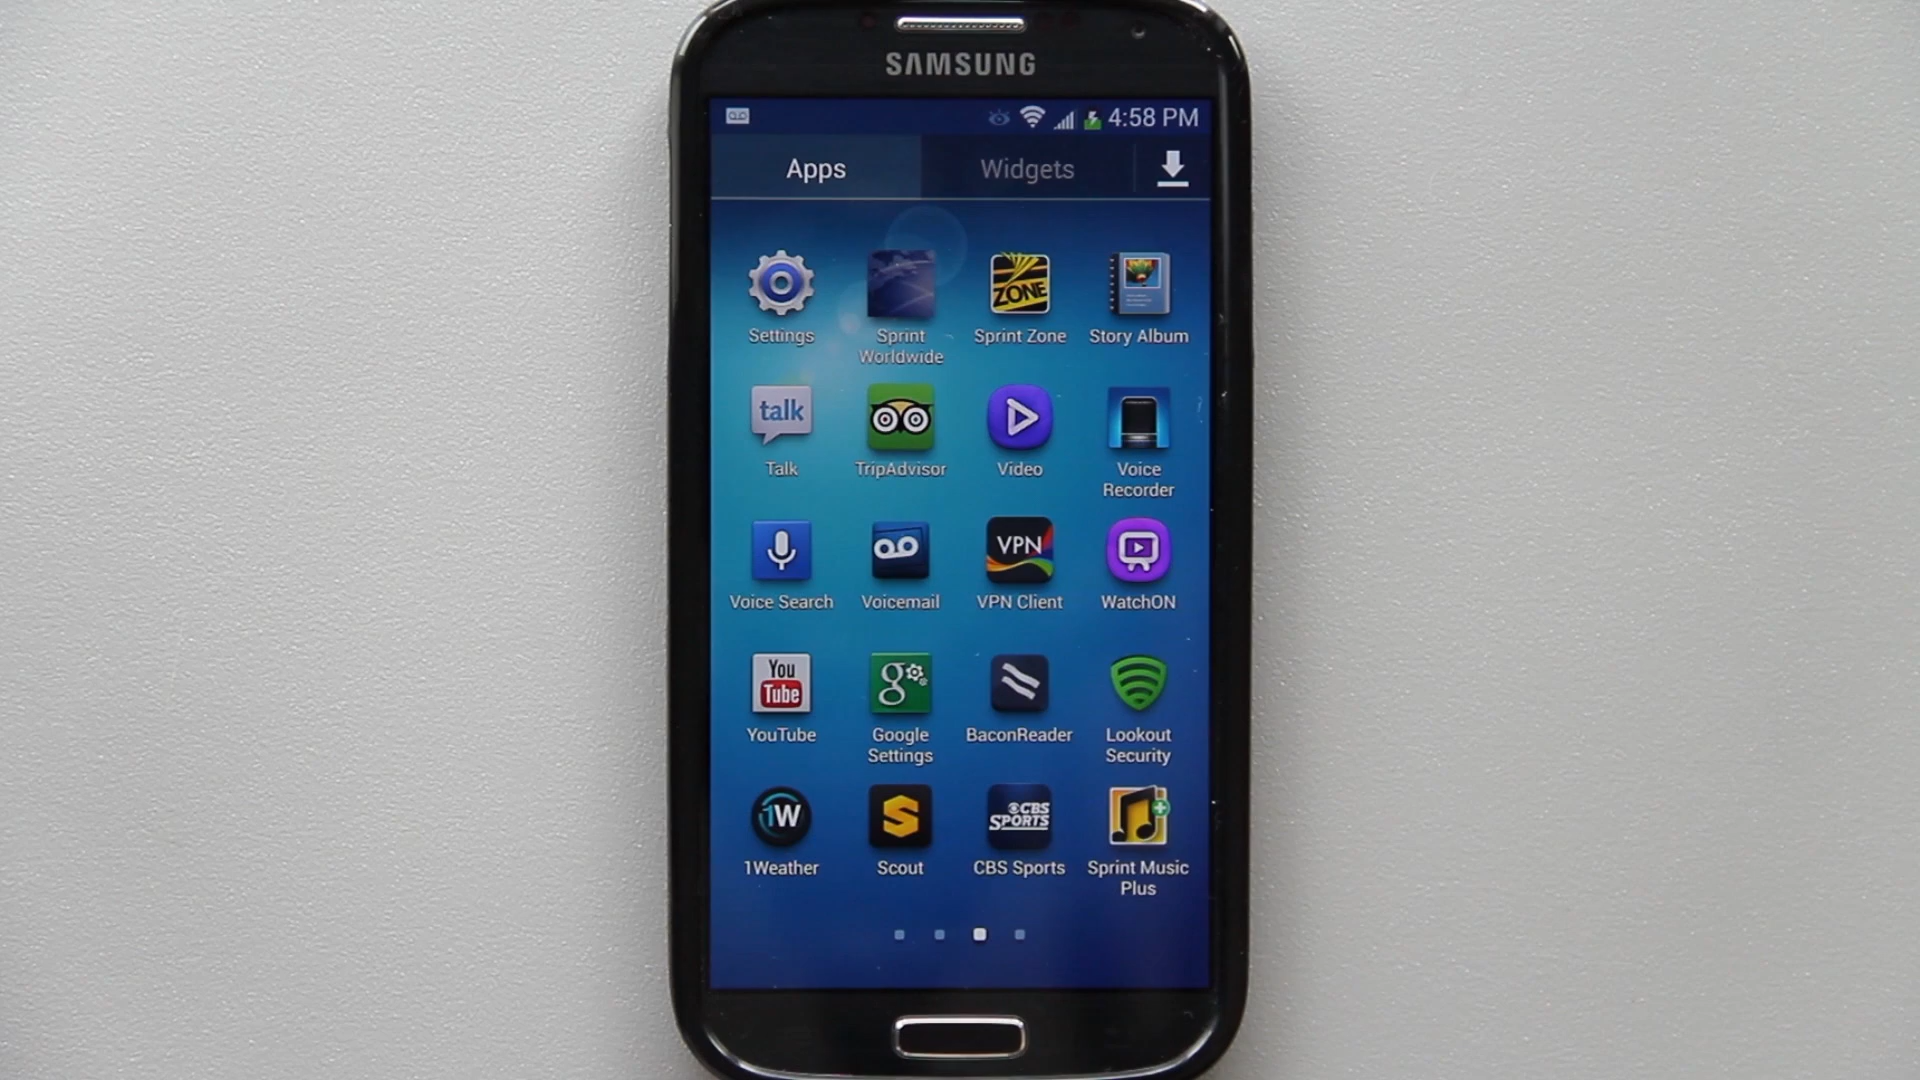 SAMSUNG
4:58 PM
Apps Widgets
ZONE
Settings Sprint Worldwide Sprint Zone Story Album
talk
Talk TripAdvisor Video Voice Recorder
VPN
Voice Search Voicemail VPN Client WatchON
You Tube
g
YouTube Google Settings BaconReader Lookout Security
1W S CBS SPORTS
1Weather Scout CBS Sports Sprint Music Plus